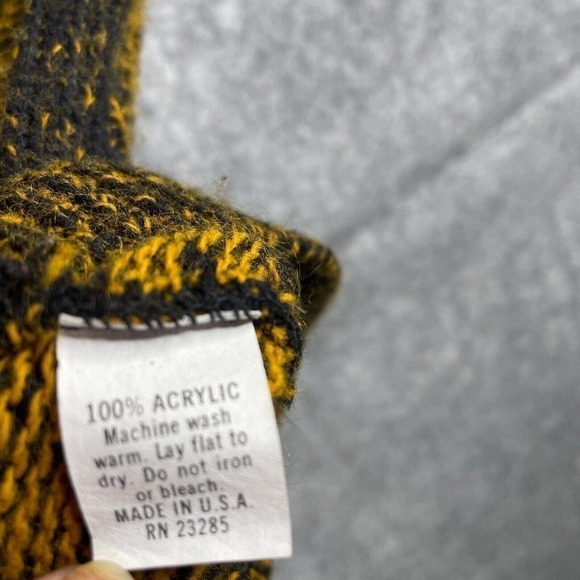 100% ACRYLIC
Machine wash
warm. Lay flat to
dry. Do not iron
or bleach.
MADE IN U.S.A.
RN 23285